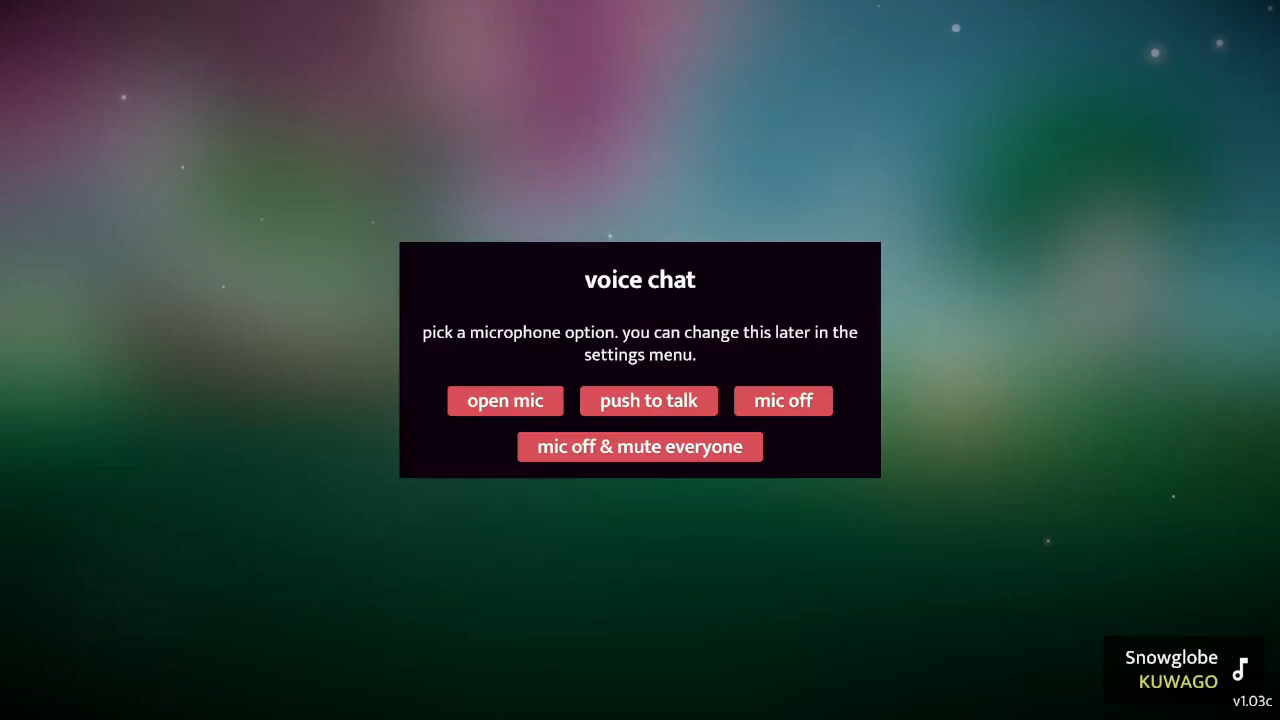 voice chat
pick a microphone option. you can change this later in the
settings menu.
open mic push to talk mic off
mic off & mute everyone
Snowglobe
KUWAGO
v1.03c